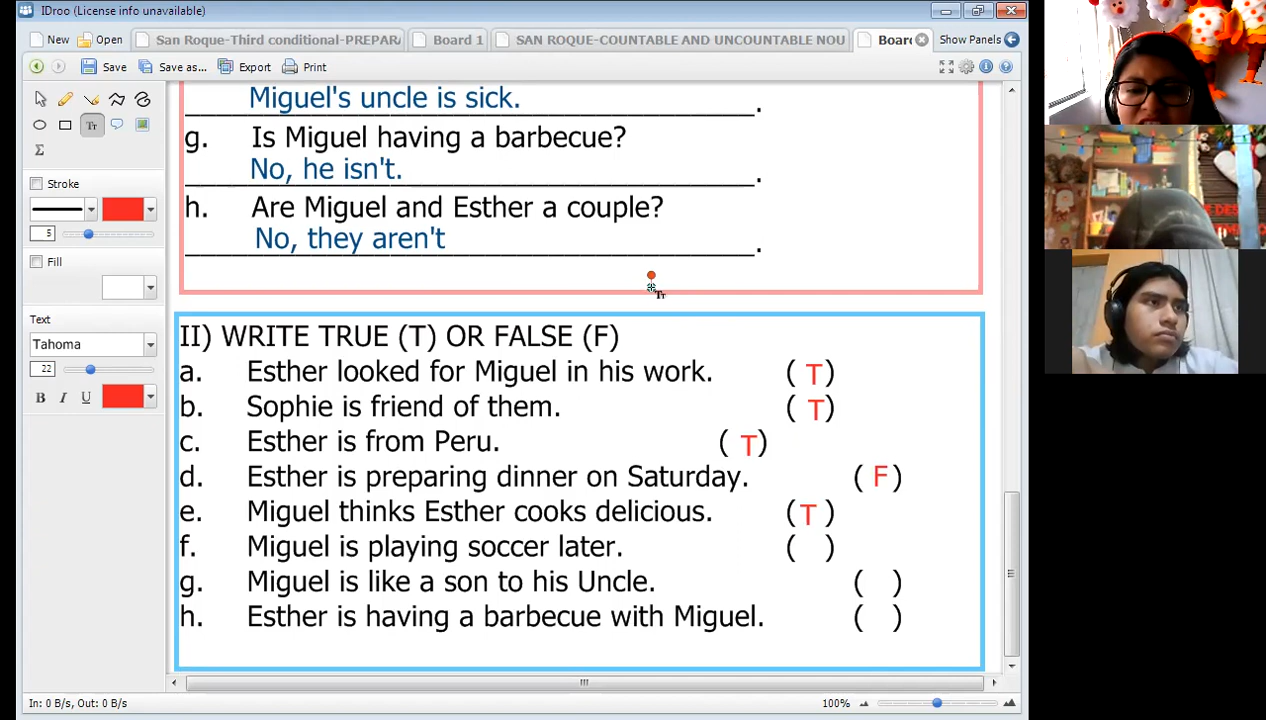 IDroo (License info unavailable)
New Open San Roque-Third conditional-PREPAR Board 1 SAN ROQUE-COUNTABLE AND UNCOUNTABLE NOU Board Show Panels
Save Save as... Export Print
Stroke
5
Fill
Text
Tahoma
22
B I U
Miguel's uncle is sick.
___.
g. Is Miguel having a barbecue?
No, he isn't.
___.
h. Are Miguel and Esther a couple?
No, they aren't
___.
II) WRITE TRUE (T) OR FALSE (F)
a. Esther looked for Miguel in his work. ( T )
b. Sophie is friend of them. ( T )
c. Esther is from Peru. ( T )
d. Esther is preparing dinner on Saturday. ( F )
e. Miguel thinks Esther cooks delicious. ( T )
f. Miguel is playing soccer later. ( )
g. Miguel is like a son to his Uncle. ( )
h. Esther is having a barbecue with Miguel. ( )
In: 0 B/s, Out: 0 B/s 100%